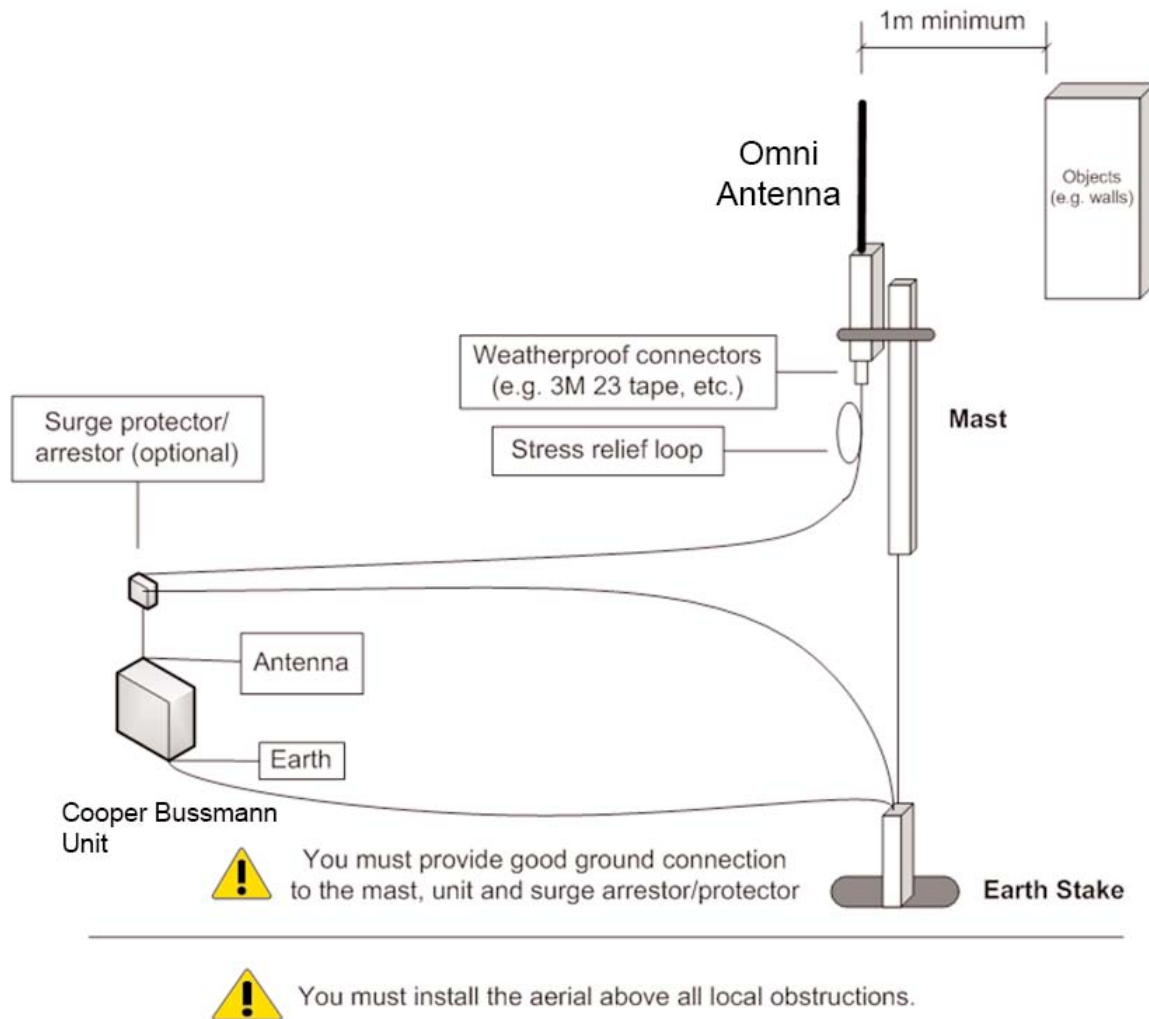 1m minimum
Omni
Antenna
Objects
(e.g. walls)
Weatherproof connectors
(e.g. 3M 23 tape, etc.)
Surge protector/
arrestor (optional)
Mast
Stress relief loop
Antenna
Earth
Cooper Bussmann
Unit
You must provide good ground connection
to the mast, unit and surge arrestor/protector
Earth Stake
You must install the aerial above all local obstructions.